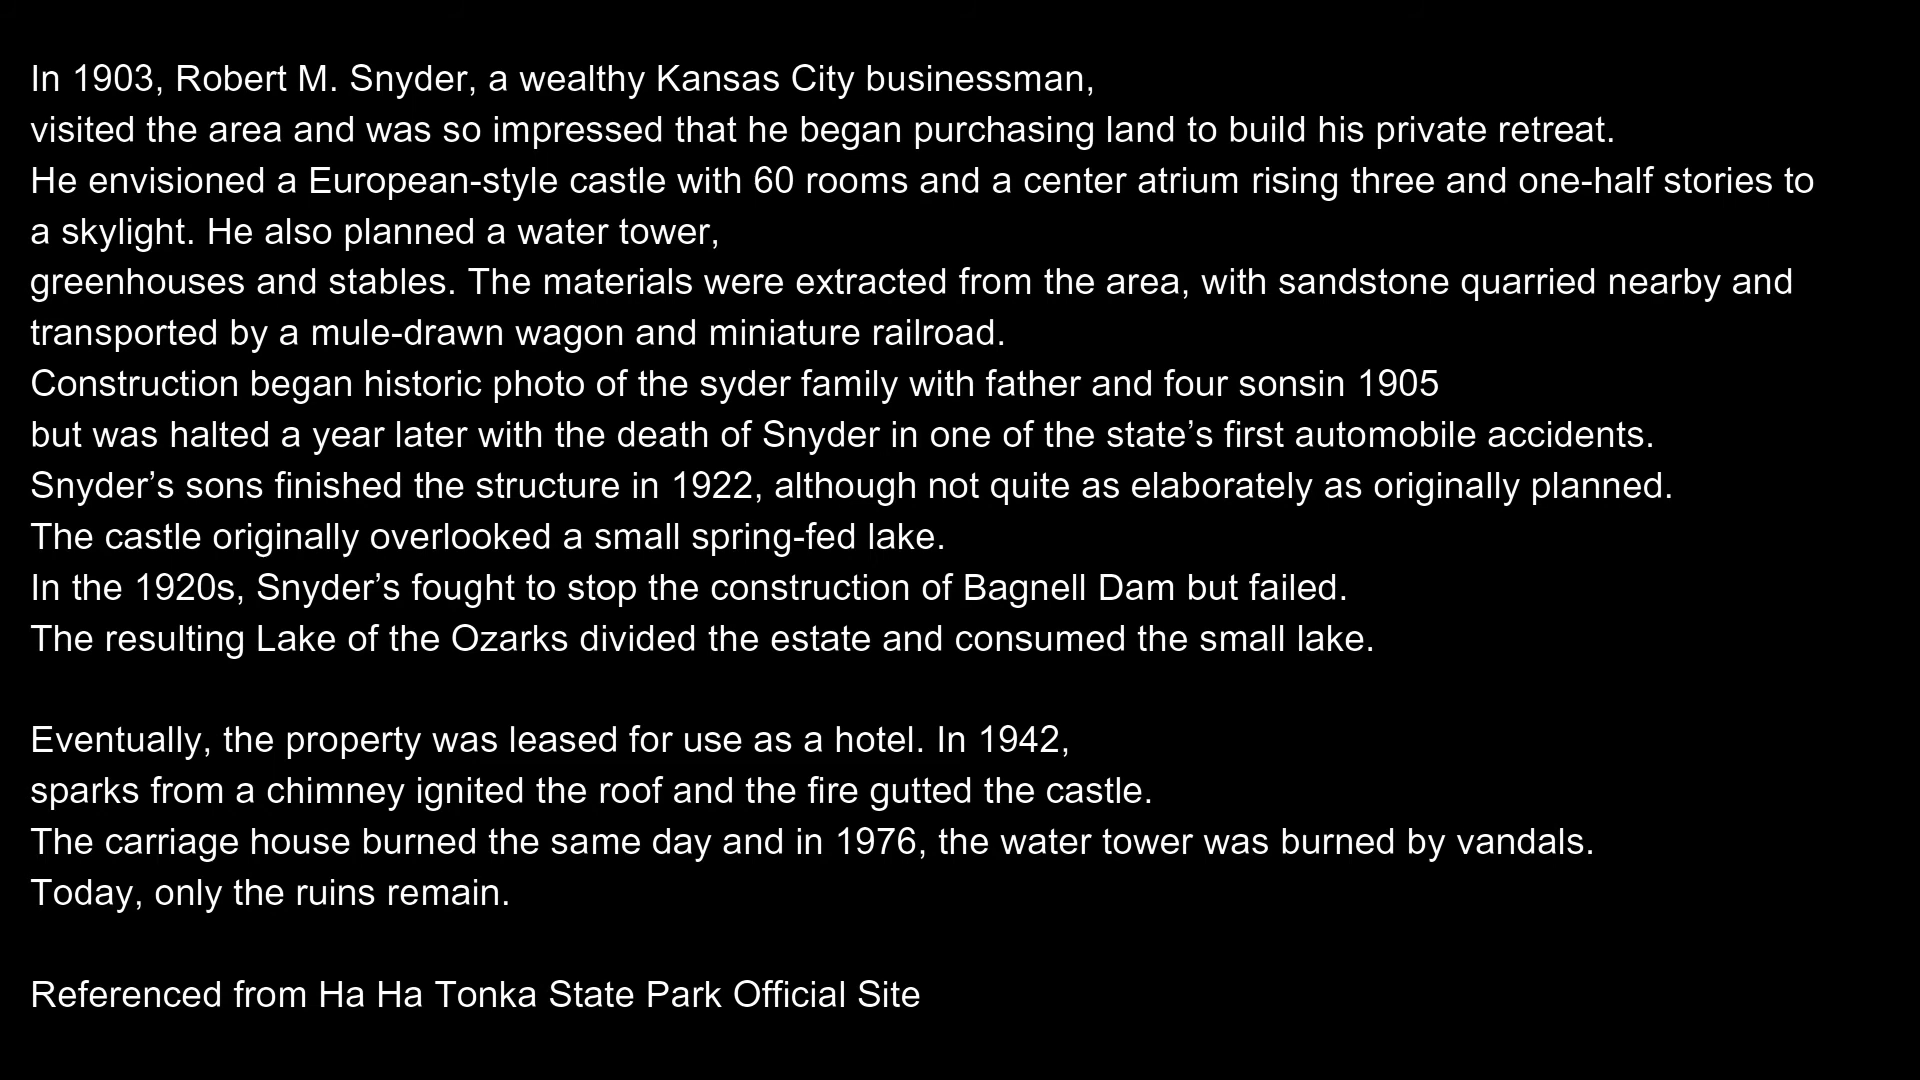 In 1903, Robert M. Snyder, a wealthy Kansas City businessman,
visited the area and was so impressed that he began purchasing land to build his private retreat.
He envisioned a European-style castle with 60 rooms and a center atrium rising three and one-half stories to
a skylight. He also planned a water tower,
greenhouses and stables. The materials were extracted from the area, with sandstone quarried nearby and
transported by a mule-drawn wagon and miniature railroad.
Construction began historic photo of the syder family with father and four sonsin 1905
but was halted a year later with the death of Snyder in one of the state’s first automobile accidents.
Snyder’s sons finished the structure in 1922, although not quite as elaborately as originally planned.
The castle originally overlooked a small spring-fed lake.
In the 1920s, Snyder’s fought to stop the construction of Bagnell Dam but failed.
The resulting Lake of the Ozarks divided the estate and consumed the small lake.

Eventually, the property was leased for use as a hotel. In 1942,
sparks from a chimney ignited the roof and the fire gutted the castle.
The carriage house burned the same day and in 1976, the water tower was burned by vandals.
Today, only the ruins remain.

Referenced from Ha Ha Tonka State Park Official Site